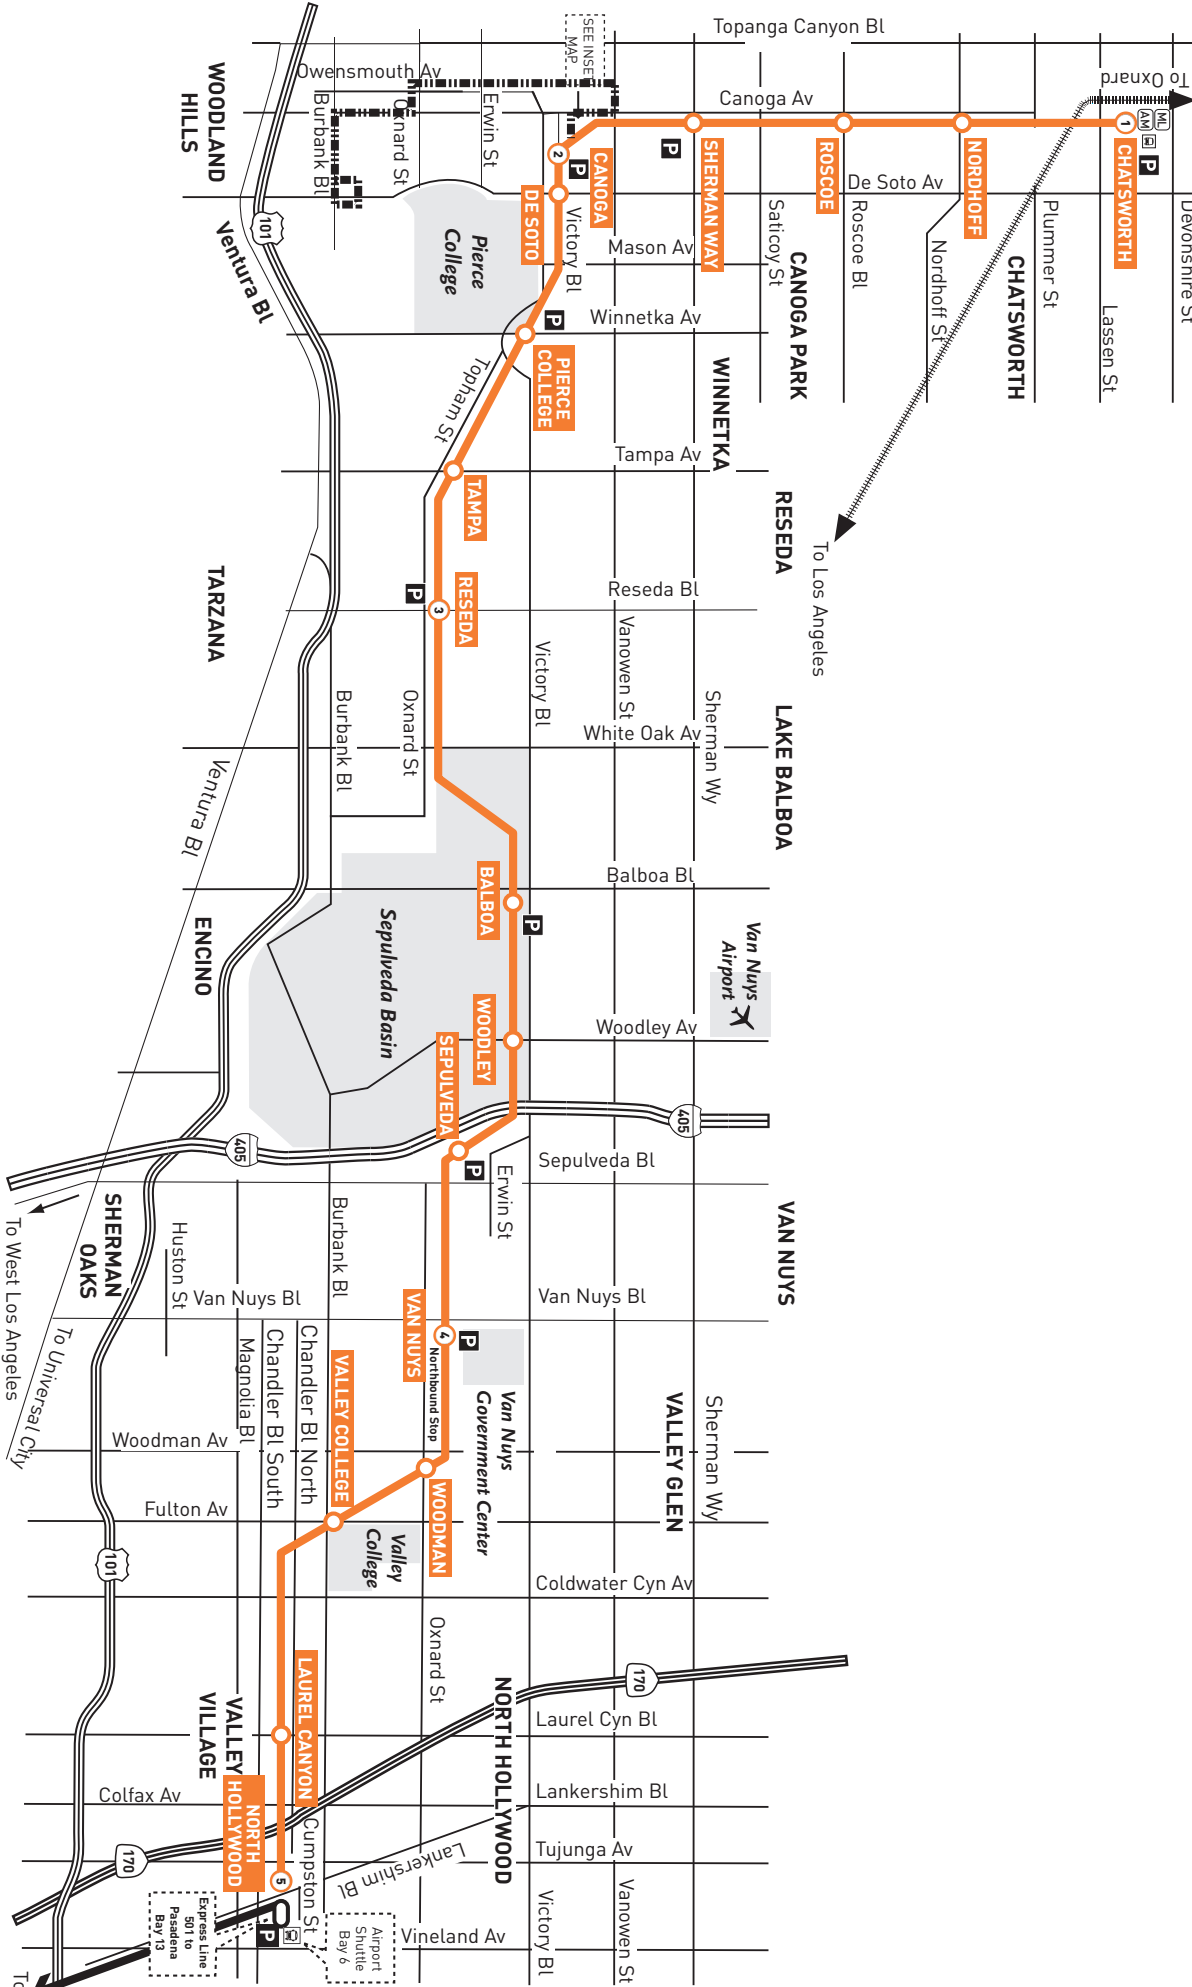 Topanga Canyon Bl
To Oxnard
SEE INSET
MAP
Owensmouth Av
Canoga Av
1
ML
AM
P
CHATSWORTH
NORDHOFF
ROSCOE
SHERMAN WAY
P
CANOGA
2
P
DE SOTO
WOODLAND
HILLS
Burbank Bl
Oxnard St
Erwin St
De Soto Av
Devonshire St
Lassen St
Plummer St
Nordhoff St
Roscoe Bl
Saticoy St
Victory Bl
Mason Av
CHATSWORTH
CANOGA PARK
101
Ventura Bl
Pierce
College
Winnetka Av
P
PIERCE
COLLEGE
WINNETKA
Topham St
Tampa Av
TAMPA
RESEDA
To Los Angeles
TARZANA
P
3
RESEDA
Reseda Bl
Vanowen St
Victory Bl
Sherman Wy
Oxnard St
Burbank Bl
White Oak Av
LAKE BALBOA
Ventura Bl
Balboa Bl
BALBOA
P
ENCINO
Sepulveda Basin
Van Nuys
Airport
WOODLEY
Woodley Av
SEPULVEDA
405
405
P
Sepulveda Bl
Erwin St
SHERMAN
OAKS
To West Los Angeles
Huston St
Burbank Bl
VAN NUYS
Van Nuys Bl
Van Nuys Bl
VAN NUYS
4
P
Northbound Stop
To Universal City
Magnolia Bl
Chandler Bl South
Chandler Bl North
VALLEY COLLEGE
Van Nuys
Government Center
VALLEY GLEN
Sherman Wy
Woodman Av
WOODMAN
Fulton Av
101
Valley
College
Coldwater Cyn Av
Oxnard St
170
LAUREL CANYON
NORTH HOLLYWOOD
Laurel Cyn Bl
VALLEY
VILLAGE
Colfax Av
Lankershim Bl
NORTH
HOLLYWOOD
Cumpston St
Lankershim Bl
Tujunga Av
170
5
P
Express Line
501 to
Pasadena
Bay 13
Airport
Shuttle
Bay 6
Vineland Av
Victory Bl
Vanowen St
To